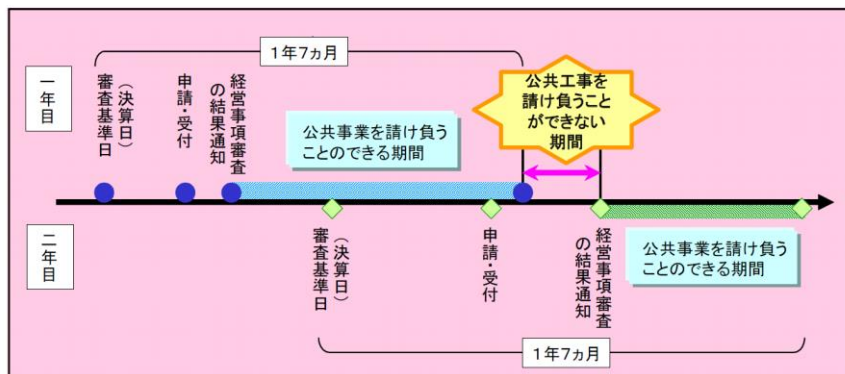 1年7ヵ月
一年目
審査基準日
（決算日）
申請・受付
経営事項審査
の結果通知
公共事業を請け負う
ことのできる期間
公共工事を
請け負うこと
ができない
期間
二年目
審査基準日
（決算日）
申請・受付
経営事項審査
の結果通知
公共事業を請け負う
ことのできる期間
1年7ヵ月